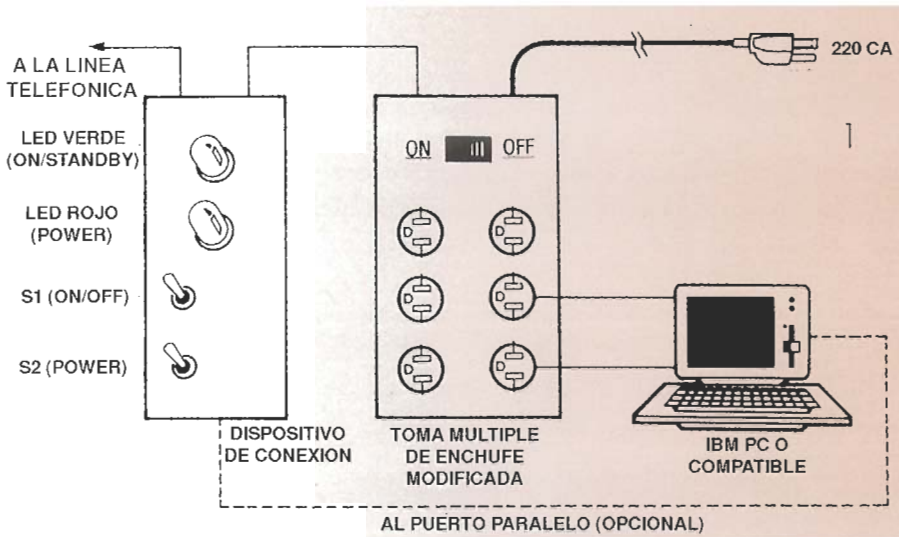 A LA LINEA
TELEFONICA
220 CA
LED VERDE
(ON/STANDBY)
ON OFF
LED ROJO
(POWER)
S1 (ON/OFF)
S2 (POWER)
DISPOSITIVO
DE CONEXION
TOMA MULTIPLE
DE ENCHUFE
MODIFICADA
IBM PC O
COMPATIBLE
AL PUERTO PARALELO (OPCIONAL)
1